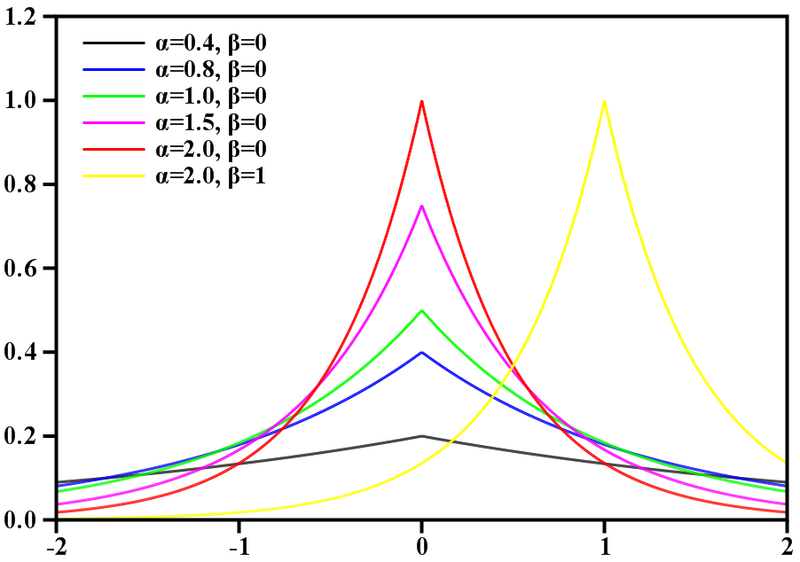 1.2
α=0.4, β=0
α=0.8, β=0
1.0
α=1.0, β=0
α=1.5, β=0
α=2.0, β=0
0.8
α=2.0, β=1
0.6
0.4
0.2
0.0
-2 -1 0 1 2